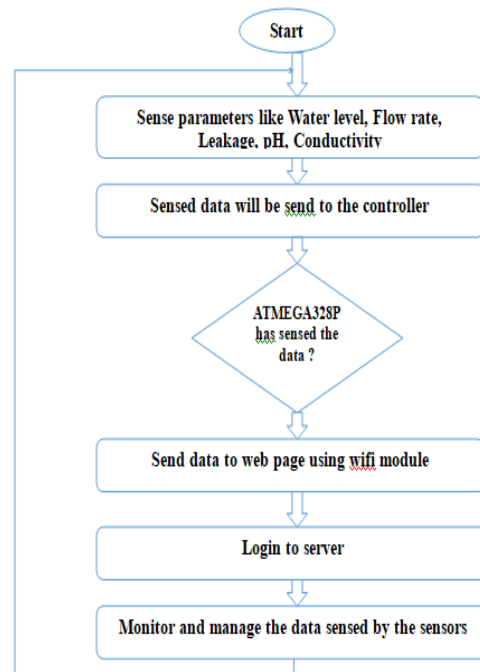 Start
Sense parameters like Water level, Flow rate,
Leakage, pH, Conductivity
Sensed data will be send to the controller
ATMEGA328P
has sensed the
data ?
Send data to web page using wifi module
Login to server
Monitor and manage the data sensed by the sensors